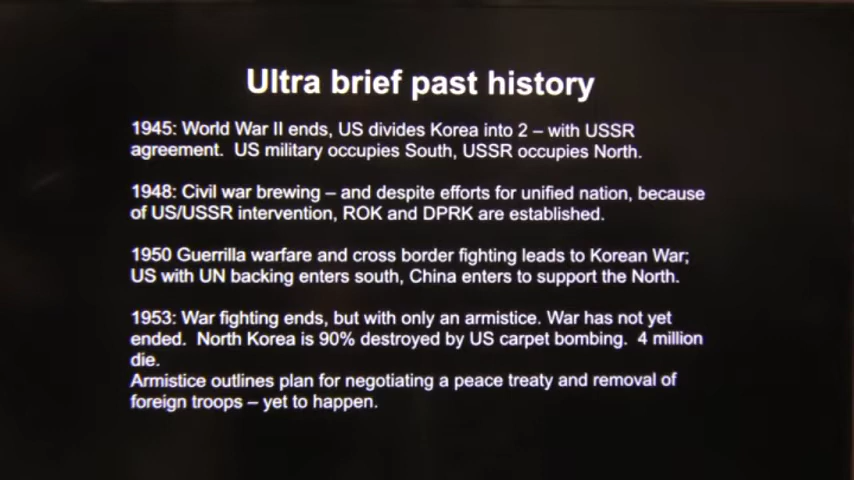 Ultra brief past history
1945: World War II ends, US divides Korea into 2 – with USSR
agreement.  US military occupies South, USSR occupies North.
1948: Civil war brewing – and despite efforts for unified nation, because
of US/USSR intervention, ROK and DPRK are established.
1950 Guerrilla warfare and cross border fighting leads to Korean War;
US with UN backing enters south, China enters to support the North.
1953: War fighting ends, but with only an armistice. War has not yet
ended.  North Korea is 90% destroyed by US carpet bombing.  4 million
die.
Armistice outlines plan for negotiating a peace treaty and removal of
foreign troops – yet to happen.